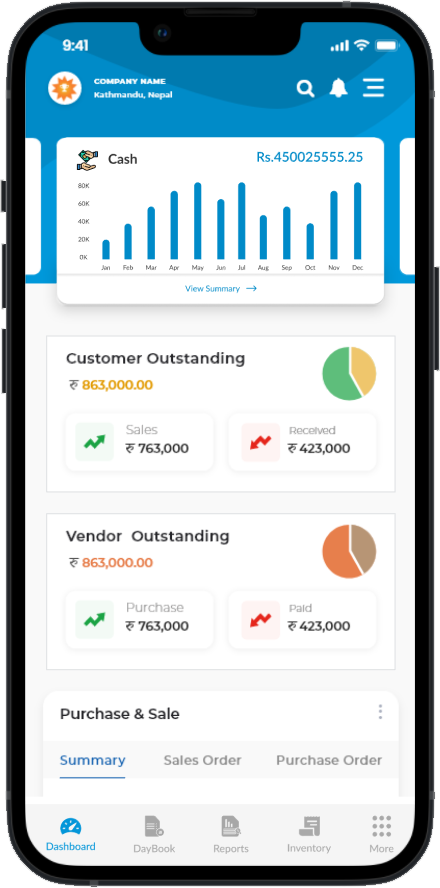 9:41
COMPANY NAME
Kathmandu, Nepal
Cash
Rs.450025555.25
80K
60K
40K
20K
0K
Jan Feb Mar Apr May Jun Jul Aug Sep Oct Nov Dec
View Summary →
Customer Outstanding
रु 863,000.00
Sales
रु 763,000
Received
रु 423,000
Vendor Outstanding
रु 863,000.00
Purchase
रु 763,000
Paid
रु 423,000
Purchase & Sale
Summary Sales Order Purchase Order
Dashboard DayBook Reports Inventory More